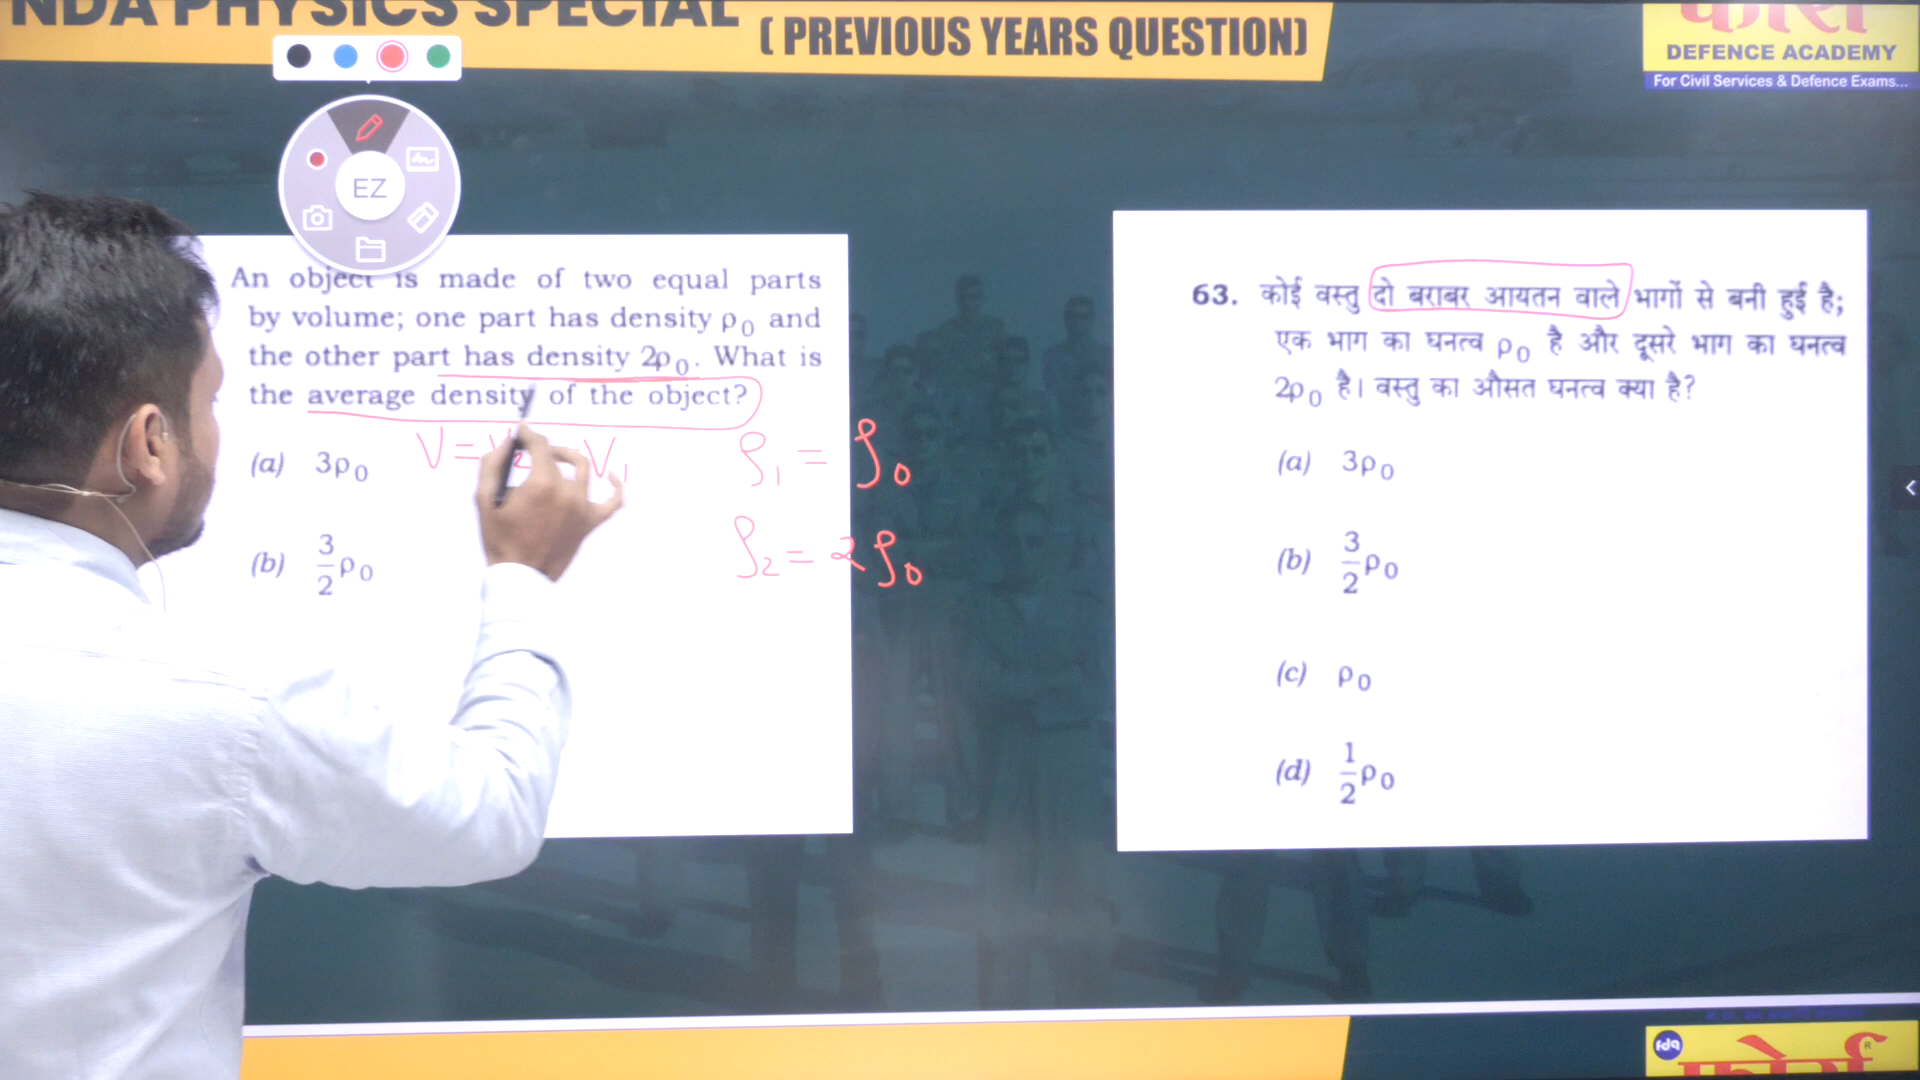 NDA PHYSICS SPECIAL ( PREVIOUS YEARS QUESTION)
DEFENCE ACADEMY
For Civil Services & Defence Exams...
EZ
An object is made of two equal parts
by volume; one part has density ρ₀ and
the other part has density 2ρ₀. What is
the average density of the object?
(a) 3ρ₀
(b) 3/2 ρ₀
V = V₂ = V₁
ρ₁ = ρ₀
ρ₂ = 2ρ₀
63. कोई वस्तु दो बराबर आयतन वाले भागों से बनी हुई है;
एक भाग का घनत्व ρ₀ है और दूसरे भाग का घनत्व
2ρ₀ है। वस्तु का औसत घनत्व क्या है?
(a) 3ρ₀
(b) 3/2 ρ₀
(c) ρ₀
(d) 1/2 ρ₀
fda
फोर्स
R